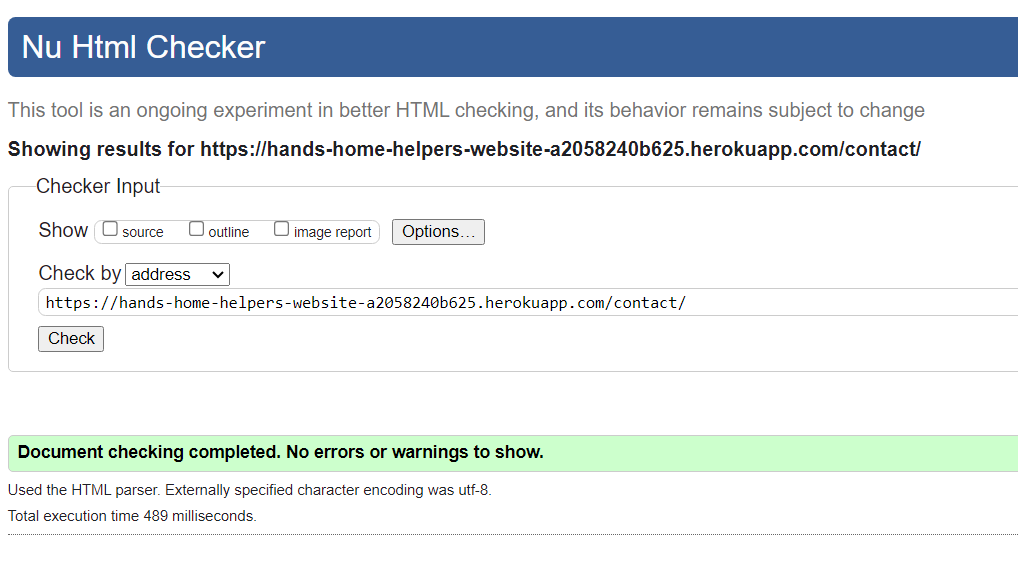 Nu Html Checker
This tool is an ongoing experiment in better HTML checking, and its behavior remains subject to change
Showing results for https://hands-home-helpers-website-a2058240b625.herokuapp.com/contact/
Checker Input
Show source outline image report Options...
Check by address
https://hands-home-helpers-website-a2058240b625.herokuapp.com/contact/
Check
Document checking completed. No errors or warnings to show.
Used the HTML parser. Externally specified character encoding was utf-8.
Total execution time 489 milliseconds.